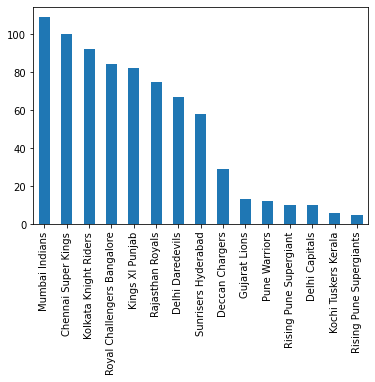 100
80
60
40
20
0
Mumbai Indians
Chennai Super Kings
Kolkata Knight Riders
Royal Challengers Bangalore
Kings XI Punjab
Rajasthan Royals
Delhi Daredevils
Sunrisers Hyderabad
Deccan Chargers
Gujarat Lions
Pune Warriors
Rising Pune Supergiant
Delhi Capitals
Kochi Tuskers Kerala
Rising Pune Supergiants